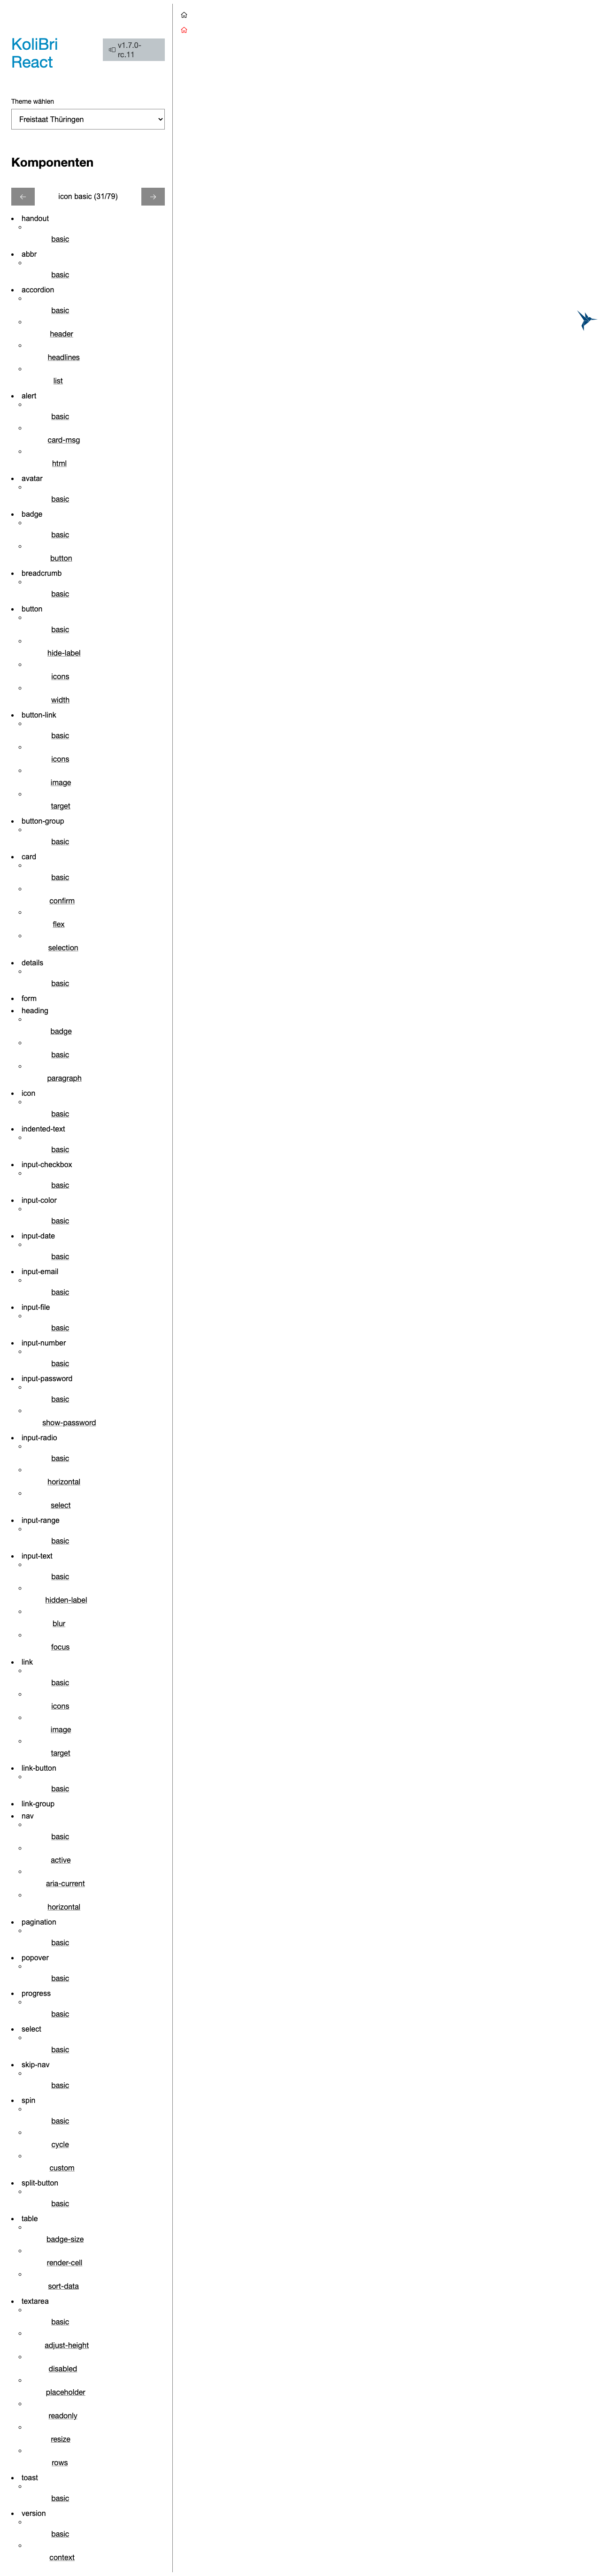 KoliBri
React
v1.7.0-
rc.11
Theme wählen
Freistaat Thüringen
Komponenten
icon basic (31/79)
handout
basic
abbr
basic
accordion
basic
header
headlines
list
alert
basic
card-msg
html
avatar
basic
badge
basic
button
breadcrumb
basic
button
basic
hide-label
icons
width
button-link
basic
icons
image
target
button-group
basic
card
basic
confirm
flex
selection
details
basic
form
heading
badge
basic
paragraph
icon
basic
indented-text
basic
input-checkbox
basic
input-color
basic
input-date
basic
input-email
basic
input-file
basic
input-number
basic
input-password
basic
show-password
input-radio
basic
horizontal
select
input-range
basic
input-text
basic
hidden-label
blur
focus
link
basic
icons
image
target
link-button
basic
link-group
nav
basic
active
aria-current
horizontal
pagination
basic
popover
basic
progress
basic
select
basic
skip-nav
basic
spin
basic
cycle
custom
split-button
basic
table
badge-size
render-cell
sort-data
textarea
basic
adjust-height
disabled
placeholder
readonly
resize
rows
toast
basic
version
basic
context